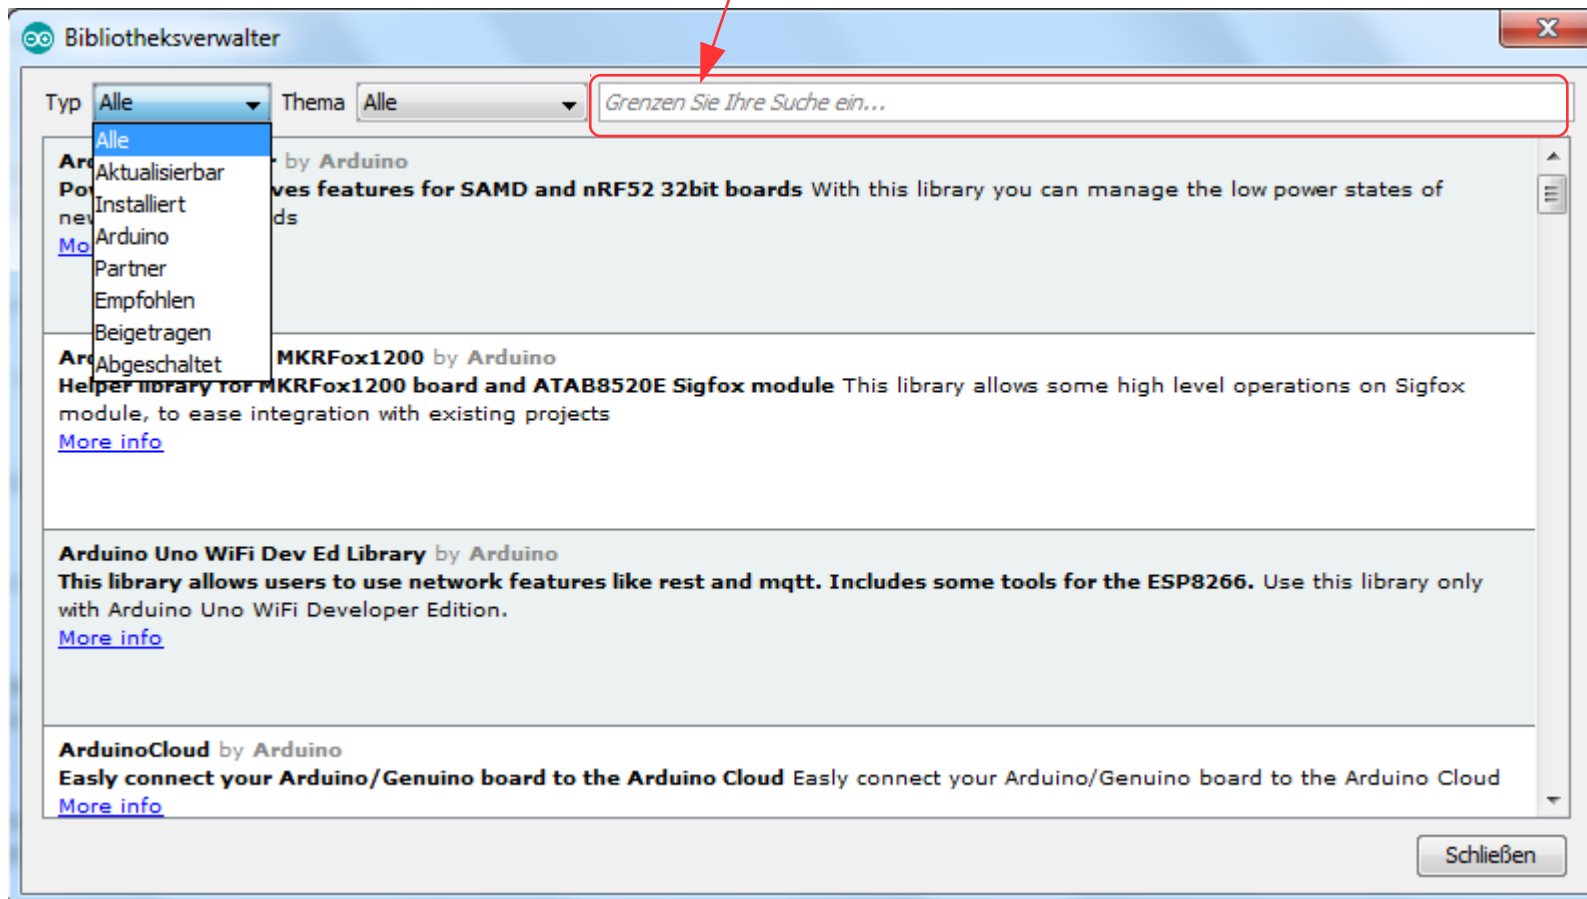 Bibliotheksverwalter
Typ Alle Thema Alle Grenzen Sie Ihre Suche ein...
Alle
Aktualisierbar
Installiert
Arduino
Partner
Empfohlen
Beigetragen
Abgeschaltet
by Arduino
features for SAMD and nRF52 32bit boards With this library you can manage the low power states of
More info
MKRFox1200 by Arduino
Helper library for MKRFox1200 board and ATAB8520E Sigfox module This library allows some high level operations on Sigfox
module, to ease integration with existing projects
More info
Arduino Uno WiFi Dev Ed Library by Arduino
This library allows users to use network features like rest and mqtt. Includes some tools for the ESP8266. Use this library only
with Arduino Uno WiFi Developer Edition.
More info
ArduinoCloud by Arduino
Easly connect your Arduino/Genuino board to the Arduino Cloud Easly connect your Arduino/Genuino board to the Arduino Cloud
More info
Schließen